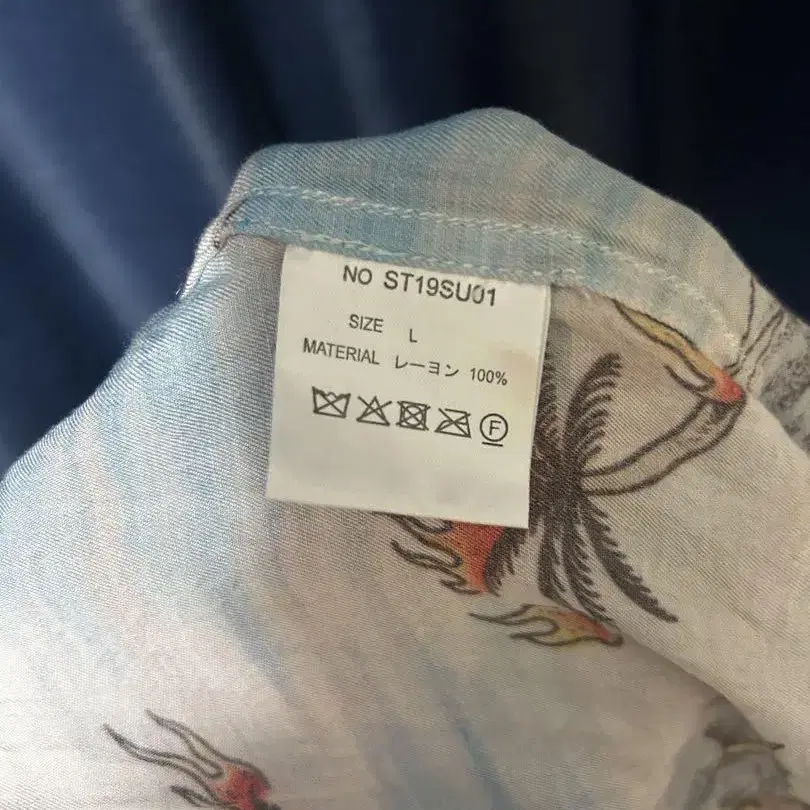 NO ST19SU01
SIZE L
MATERIAL レーヨン 100%
F